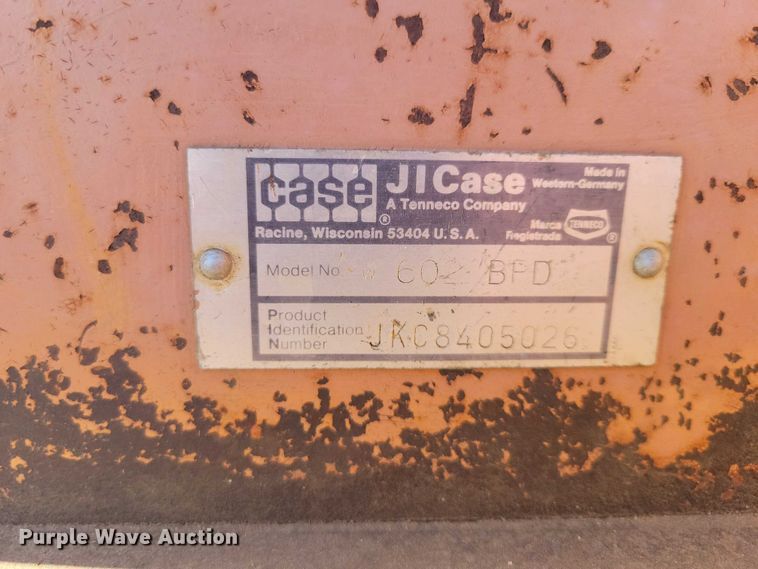 case
®
JI Case
A Tenneco Company
Made in
Western-Germany
Racine, Wisconsin 53404 U. S. A.
Marca
Registrada
TENNECO
®
Model No. W 602 BPD
Product
Identification
Number JKC8405026
Purple Wave Auction